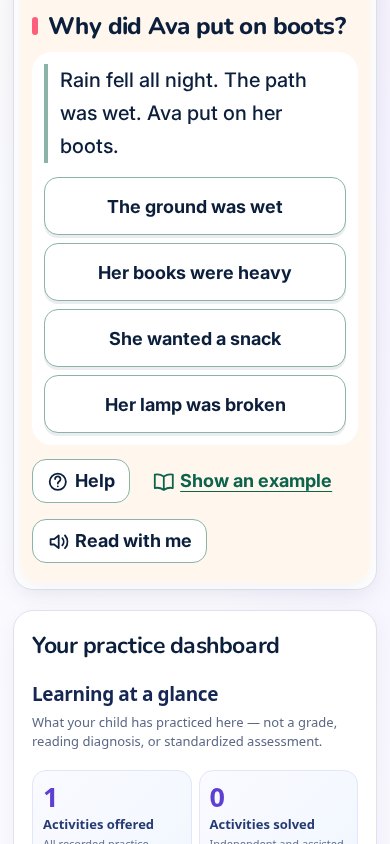 Why did Ava put on boots?
Rain fell all night. The path
was wet. Ava put on her
boots.
The ground was wet
Her books were heavy
She wanted a snack
Her lamp was broken
Help
Show an example
Read with me
Your practice dashboard
Learning at a glance
What your child has practiced here — not a grade,
reading diagnosis, or standardized assessment.
1
Activities offered
0
Activities solved